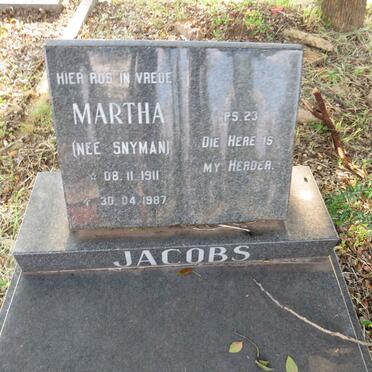 HIER RUS IN VREDE
MARTHA
(NEE SNYMAN)
☆ 08.11.1911
✝ 30.04.1987
PS. 23
DIE HERE IS
MY HERDER.
JACOBS